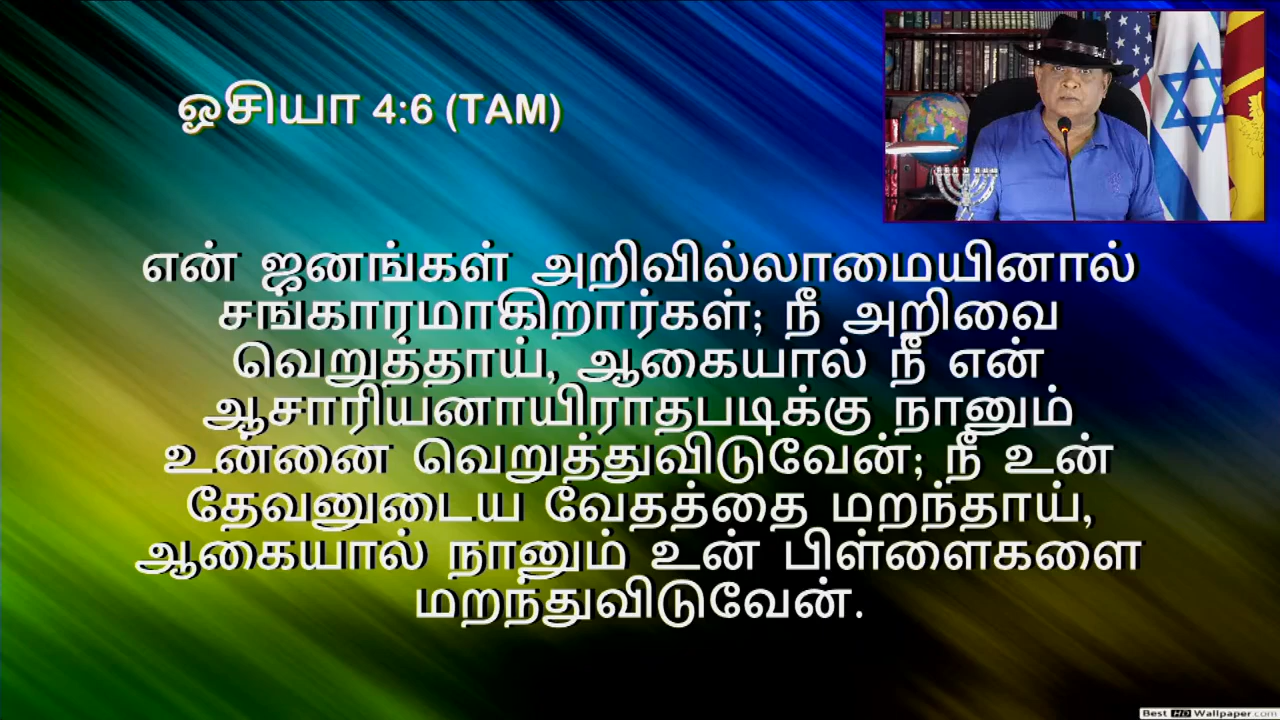 ஓசியா 4:6 (TAM)
என் ஜனங்கள் அறிவில்லாமையினால்
சங்காரமாகிறார்கள்; நீ அறிவை
வெறுத்தாய், ஆகையால் நீ என்
ஆசாரியனாயிராதபடிக்கு நானும்
உன்னை வெறுத்துவிடுவேன்; நீ உன்
தேவனுடைய வேதத்தை மறந்தாய்,
ஆகையால் நானும் உன் பிள்ளைகளை
மறந்துவிடுவேன்.
Best HD Wallpaper.com